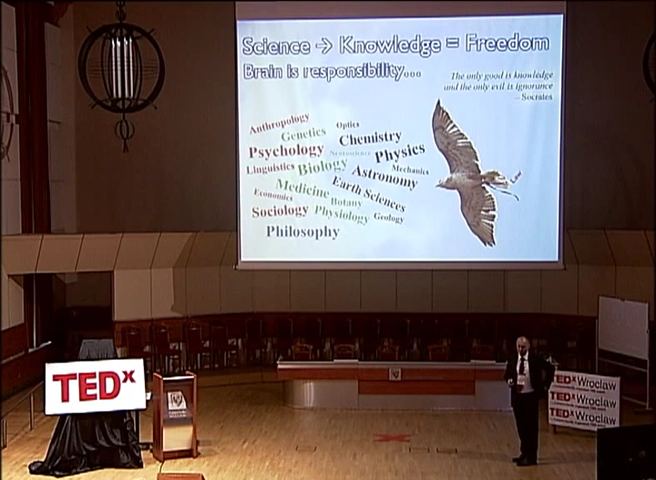 Science → Knowledge = Freedom
Brain is responsibility...
The only good is knowledge
and the only evil is ignorance
– Socrates
Anthropology
Optics
Genetics
Chemistry
Psychology
Neuroscience
Physics
Linguistics
Biology
Mechanics
Astronomy
Medicine
Earth Sciences
Economics
Botany
Sociology
Physiology
Geology
Philosophy
TEDx
TEDxWroclaw
TEDxWroclaw
TEDxWroclaw